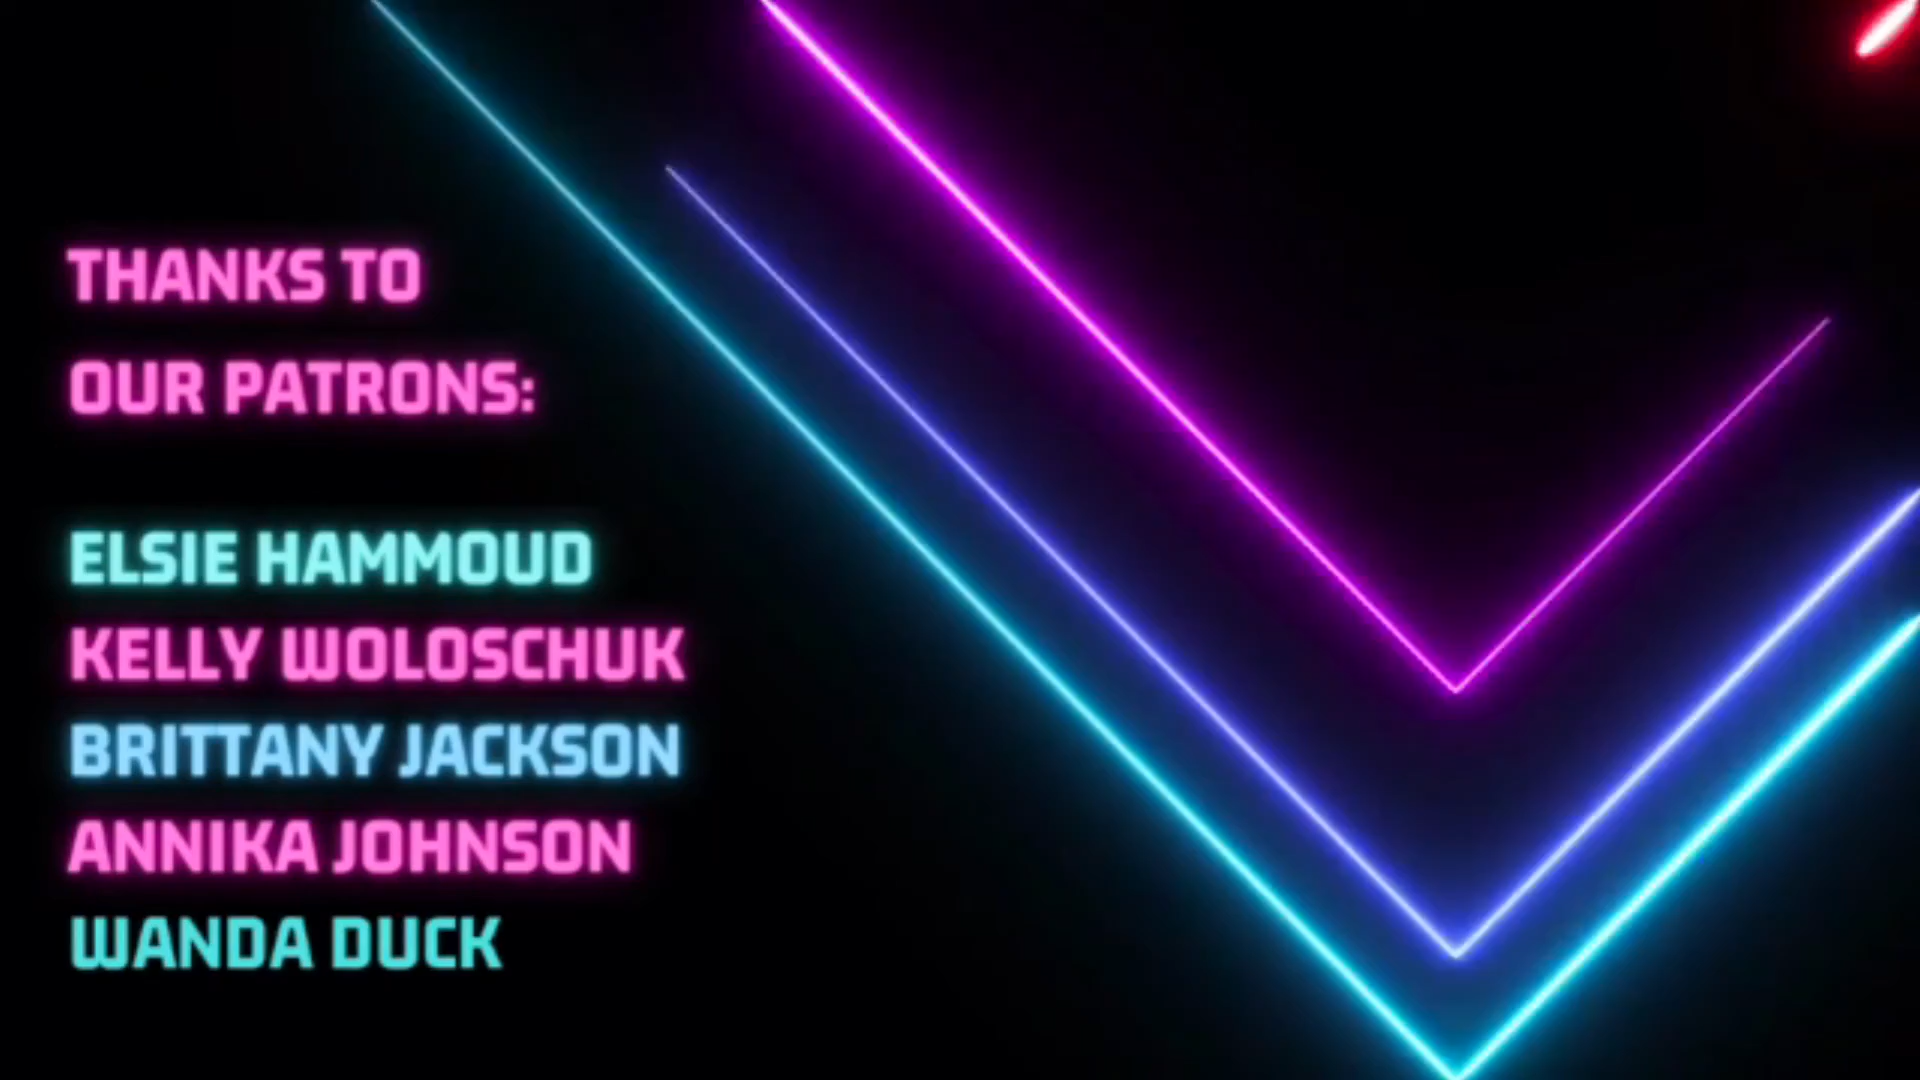 THANKS TO
OUR PATRONS:
ELSIE HAMMOUD
KELLY WOLOSCHUK
BRITTANY JACKSON
ANNIKA JOHNSON
WANDA DUCK